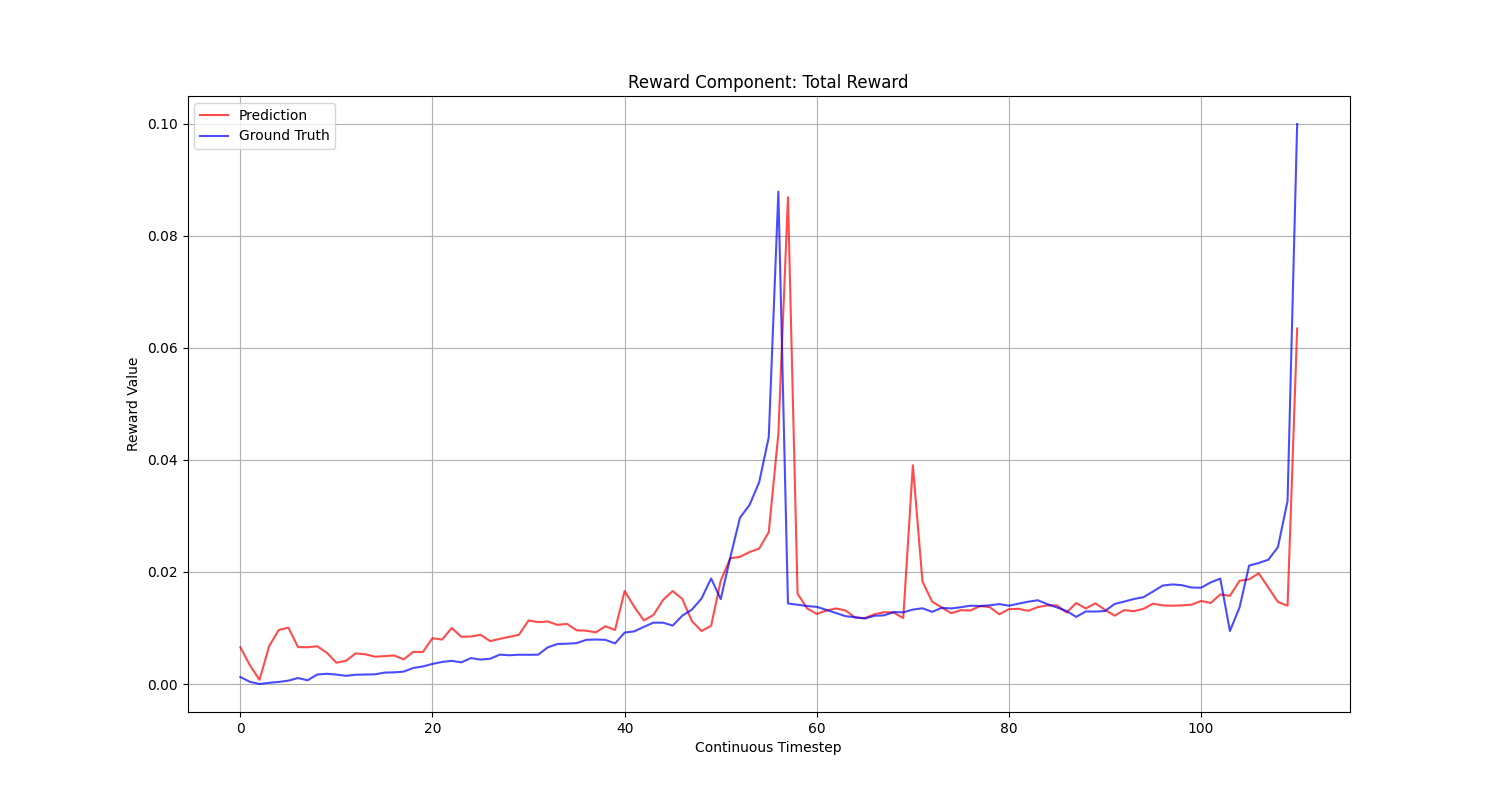 Reward Component: Total Reward
Prediction
Ground Truth
0.10
0.08
0.06
0.04
0.02
0.00
Reward Value
0 20 40 60 80 100
Continuous Timestep